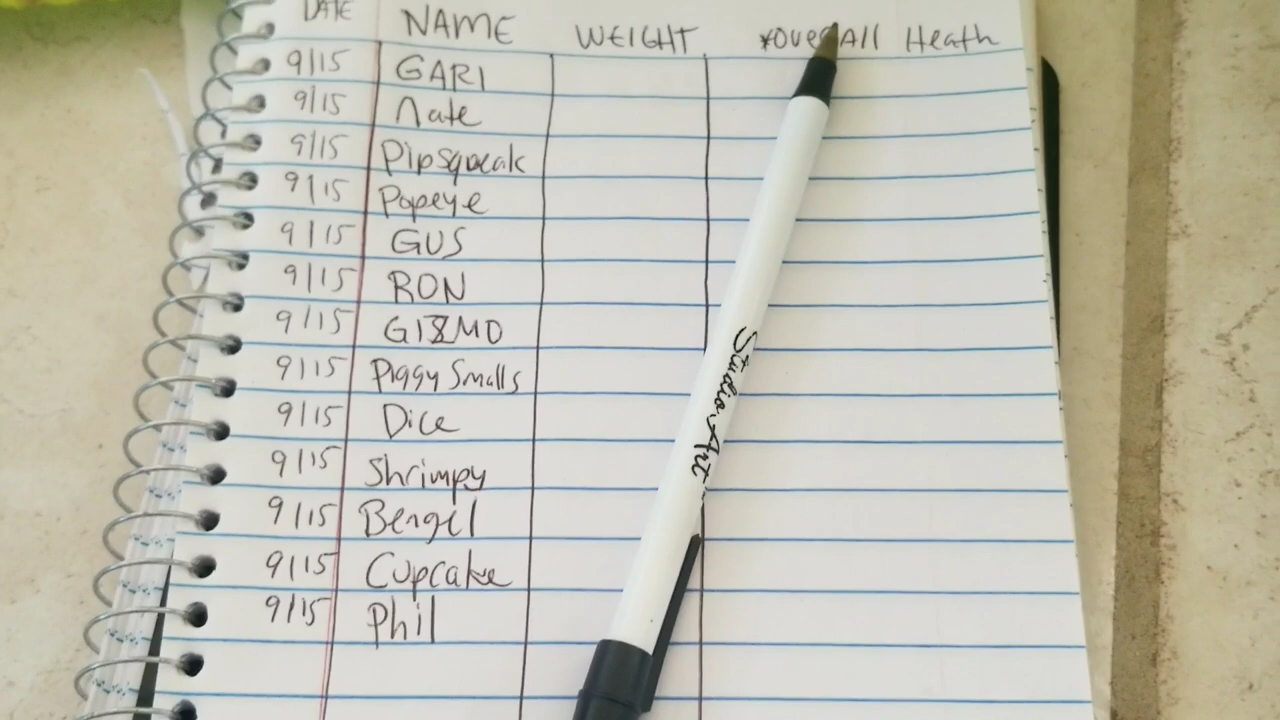 DATE NAME WEIGHT *OverAll Heath
9/15 GARI
9/15 Nate
9/15 Pipsqueak
9/15 Popeye
9/15 GUS
9/15 RON
9/15 GIZMO
9/15 Piggy Smalls
9/15 Dice
9/15 Shrimpy
9/15 Bengel
9/15 Cupcake
9/15 Phil
Studio Art